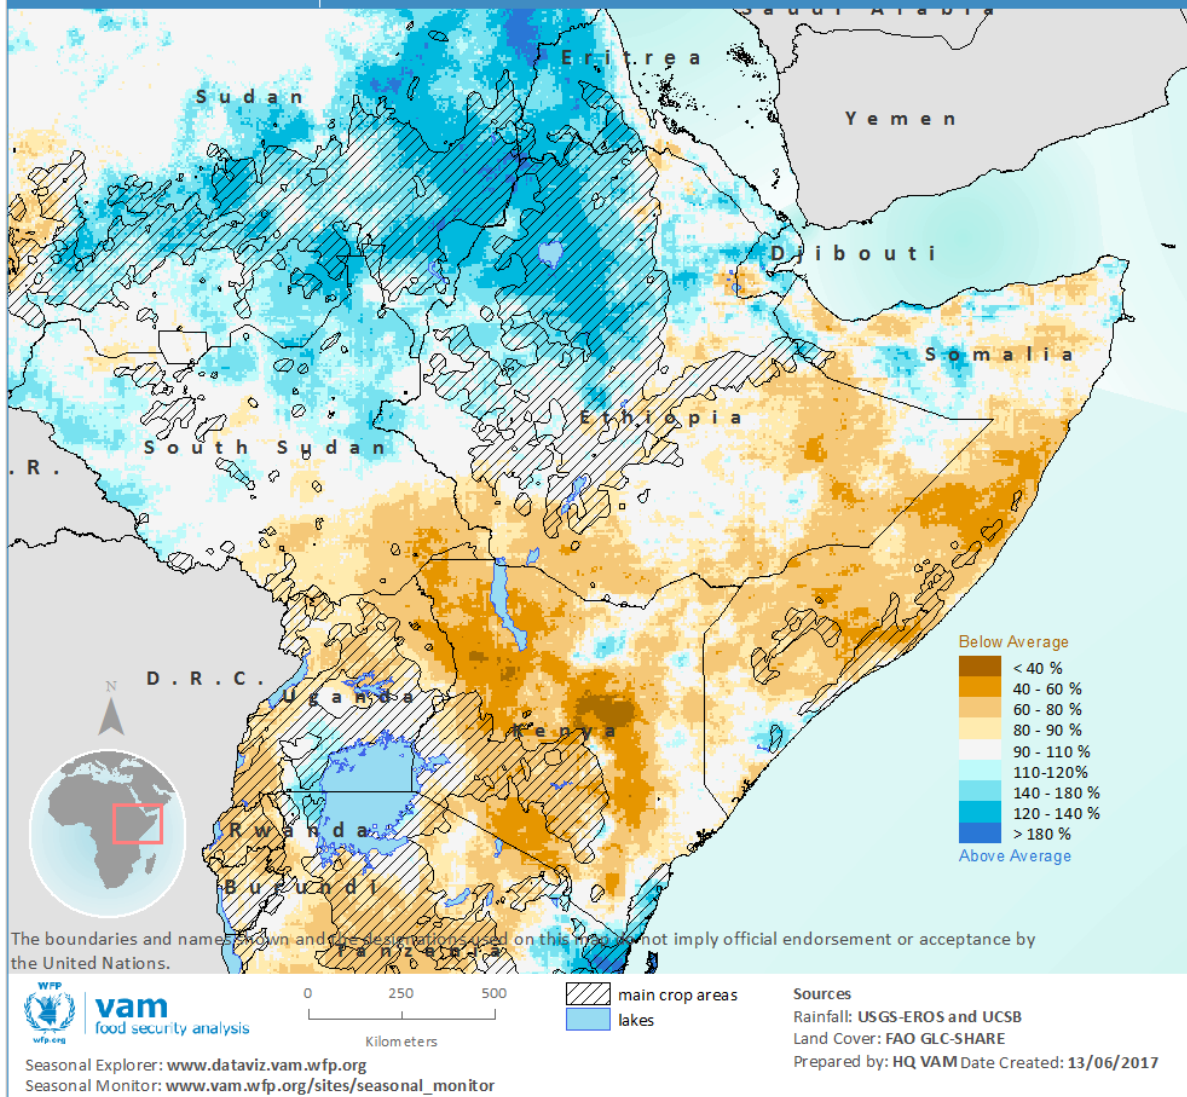 Saudi Arabia
Eritrea
Sudan
Yemen
Djibouti
Somalia
Ethiopia
South Sudan
.R.
Below Average
< 40 %
40 - 60 %
60 - 80 %
80 - 90 %
90 - 110 %
110-120%
140 - 180 %
120 - 140 %
> 180 %
Above Average
D.R.C.
N
Uganda
Kenya
Rwanda
Burundi
Tanzania
The boundaries and names shown and the designations used on this map do not imply official endorsement or acceptance by
the United Nations.
WFP
wfp.org
vam
food security analysis
0 250 500
Kilometers
main crop areas
lakes
Sources
Rainfall: USGS-EROS and UCSB
Land Cover: FAO GLC-SHARE
Prepared by: HQ VAM Date Created: 13/06/2017
Seasonal Explorer: www.dataviz.vam.wfp.org
Seasonal Monitor: www.vam.wfp.org/sites/seasonal_monitor